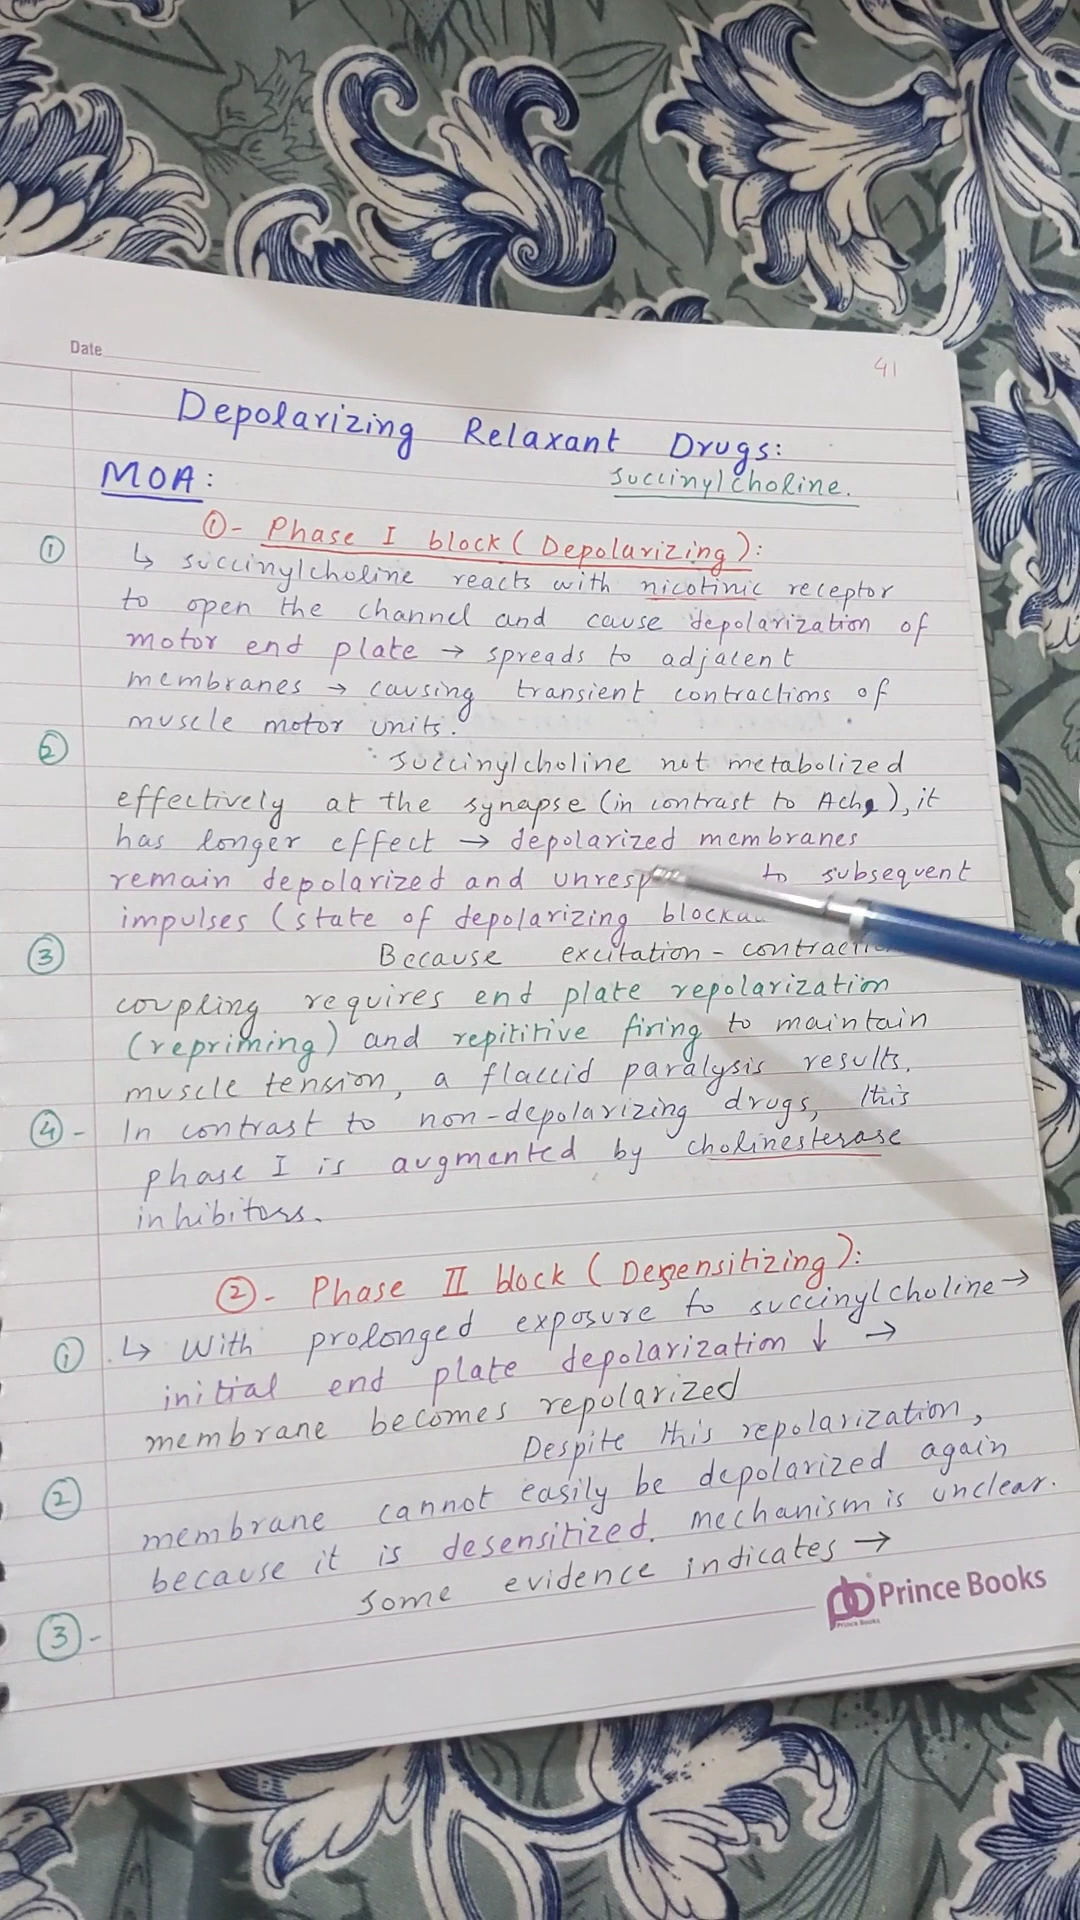 Date
41
Depolarizing Relaxant Drugs:
MOA: succinylcholine.
①- Phase I block (Depolarizing):
① ↳ succinylcholine reacts with nicotinic receptor
to open the channel and cause depolarization of
motor end plate → spreads to adjacent
membranes → causing transient contractions of
muscle motor units.
② succinylcholine not metabolized
effectively at the synapse (in contrast to Ach), it
has longer effect → depolarized membranes
remain depolarized and unresp to subsequent
impulses (state of depolarizing blocka
③ Because excitation - contracti
coupling requires end plate repolarization
(repriming) and repititive firing to maintain
muscle tension, a flaccid paralysis results.
④- In contrast to non-depolarizing drugs, this
phase I is augmented by cholinesterase
inhibitors.
②- Phase II block (Desensitizing):
① ↳ With prolonged exposure to succinylcholine →
initial end plate depolarization ↓ →
membrane becomes repolarized
Despite this repolarization,
② membrane cannot easily be depolarized again
because it is desensitized. mechanism is unclear.
③- some evidence indicates →
Prince Books
Prince Books